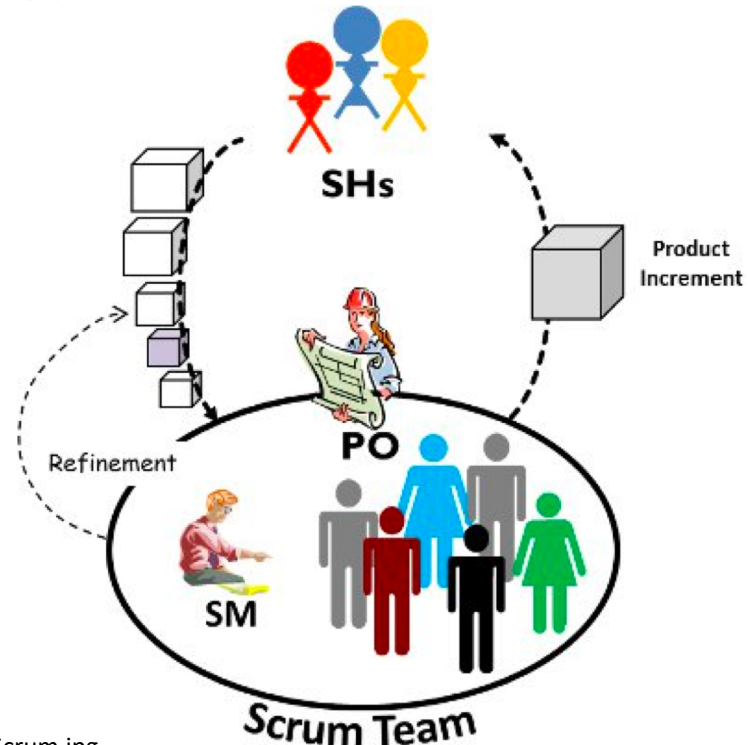 SHs
Product
Increment
PO
Refinement
SM
Scrum Team